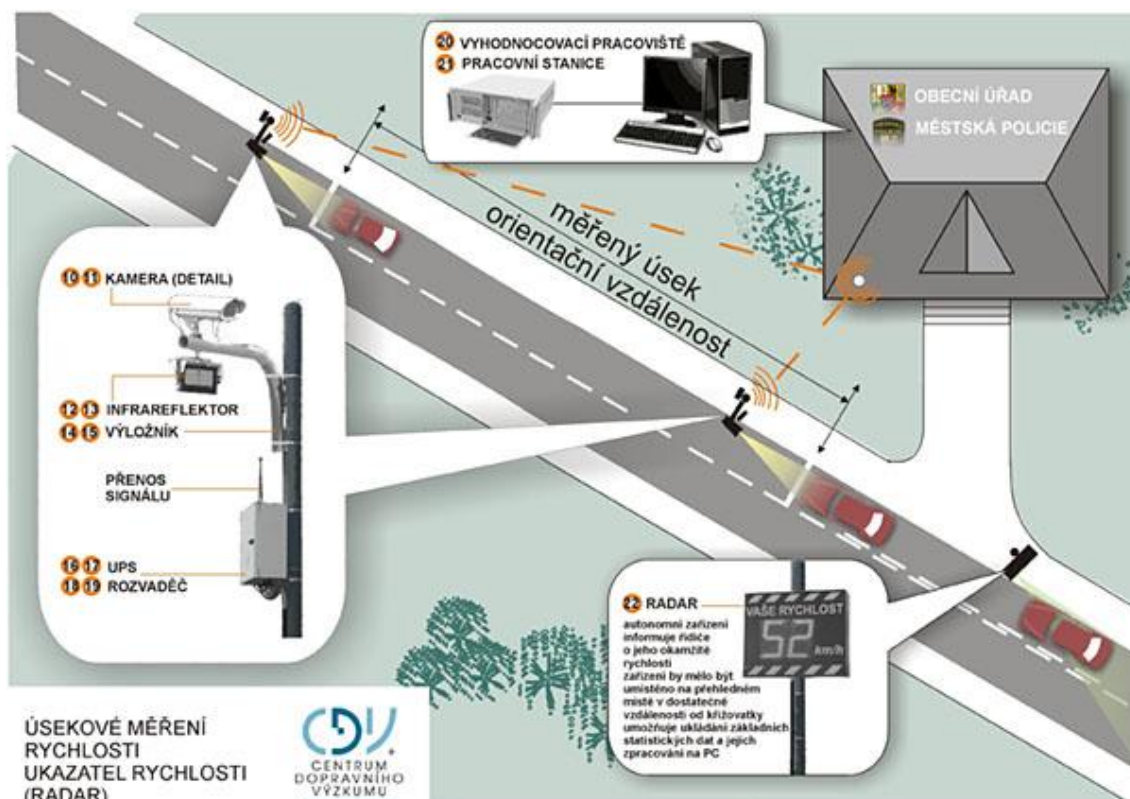 20 VYHODNOCOVACÍ PRACOVIŠTĚ
21 PRACOVNÍ STANICE
OBECNÍ ÚŘAD
MĚSTSKÁ POLICIE
měřený úsek
orientační vzdálenost
10 11 KAMERA (DETAIL)
12 13 INFRAREFLEKTOR
14 15 VÝLOŽNÍK
PŘENOS
SIGNÁLU
16 17 UPS
18 19 ROZVADĚČ
22 RADAR
autonomní zařízení
informuje řidiče
o jeho okamžité
rychlosti
zařízení by mělo být
umistěno na přehledném
místě v dostatečné
vzdálenosti od křižovatky
umožňuje ukládání základních
statistických dat a jejich
zpracování na PC
VAŠE RYCHLOST
52 km/h
ÚSEKOVÉ MĚŘENÍ
RYCHLOSTI
UKAZATEL RYCHLOSTI
(RADAR)
CDV
CENTRUM
DOPRAVNÍHO
VÝZKUMU